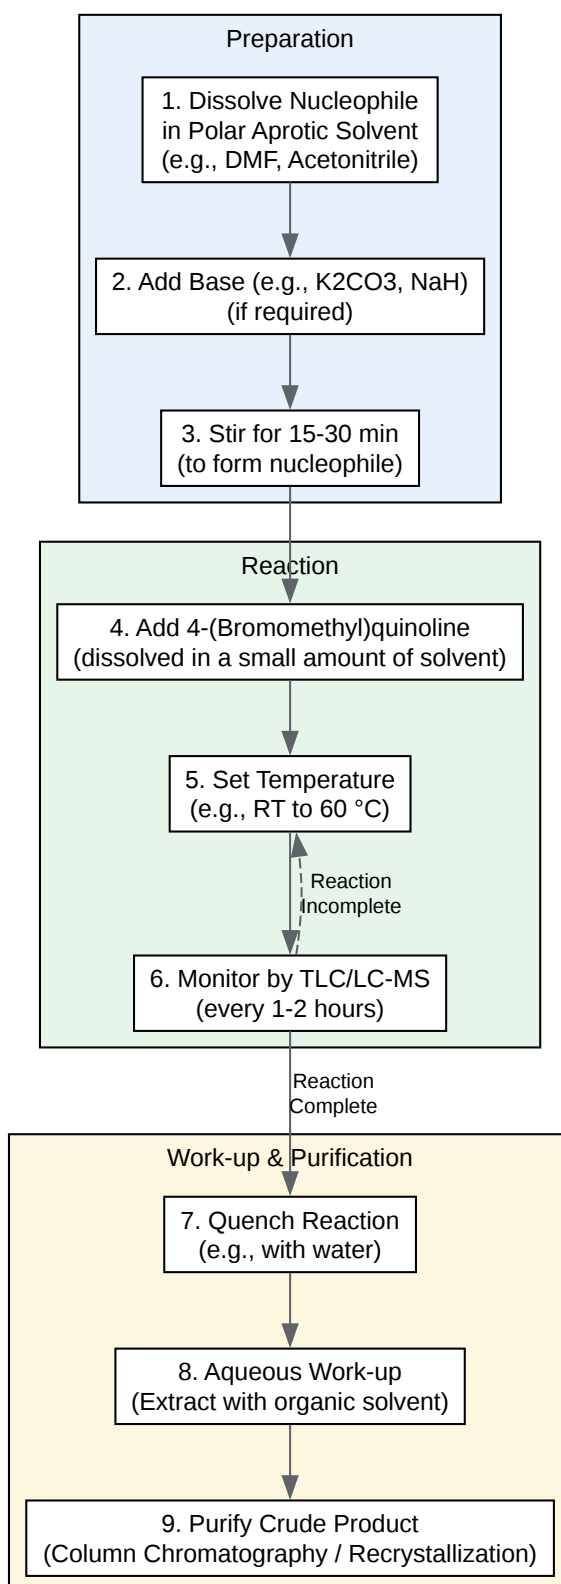 Preparation
1. Dissolve Nucleophile
in Polar Aprotic Solvent
(e.g., DMF, Acetonitrile)
2. Add Base (e.g., K2CO3, NaH)
(if required)
3. Stir for 15-30 min
(to form nucleophile)
Reaction
4. Add 4-(Bromomethyl)quinoline
(dissolved in a small amount of solvent)
5. Set Temperature
(e.g., RT to 60 °C)
Reaction
Incomplete
6. Monitor by TLC/LC-MS
(every 1-2 hours)
Reaction
Complete
Work-up & Purification
7. Quench Reaction
(e.g., with water)
8. Aqueous Work-up
(Extract with organic solvent)
9. Purify Crude Product
(Column Chromatography / Recrystallization)